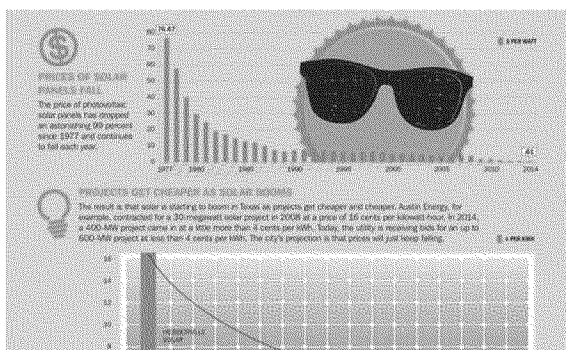 $
80 76.67
$ PER WATT
70
PRICES OF SOLAR
60
PANELS FALL
50
The price of photovoltaic
solar panels has dropped
40
an astonishing 99 percent
30
since 1977 and continues
20
to fall each year.
10
.61
0
1977 1980 1985 1990 1995 2000 2005 2010 2014
PROJECTS GET CHEAPER AS SOLAR BOOMS
The result is that solar is starting to boom in Texas as projects get cheaper and cheaper. Austin Energy, for
example, contracted for a 30-megawatt solar project in 2008 at a price of 16 cents per kilowatt-hour. In 2014,
a 400-MW project came in at a little more than 4 cents per kWh. Today, the utility is receiving bids for an up to
600-MW project at less than 4 cents per kWh. The city's projection is that prices will just keep falling.
¢ PER KWH
16
14
12
10
WEBBERVILLE
SOLAR
8